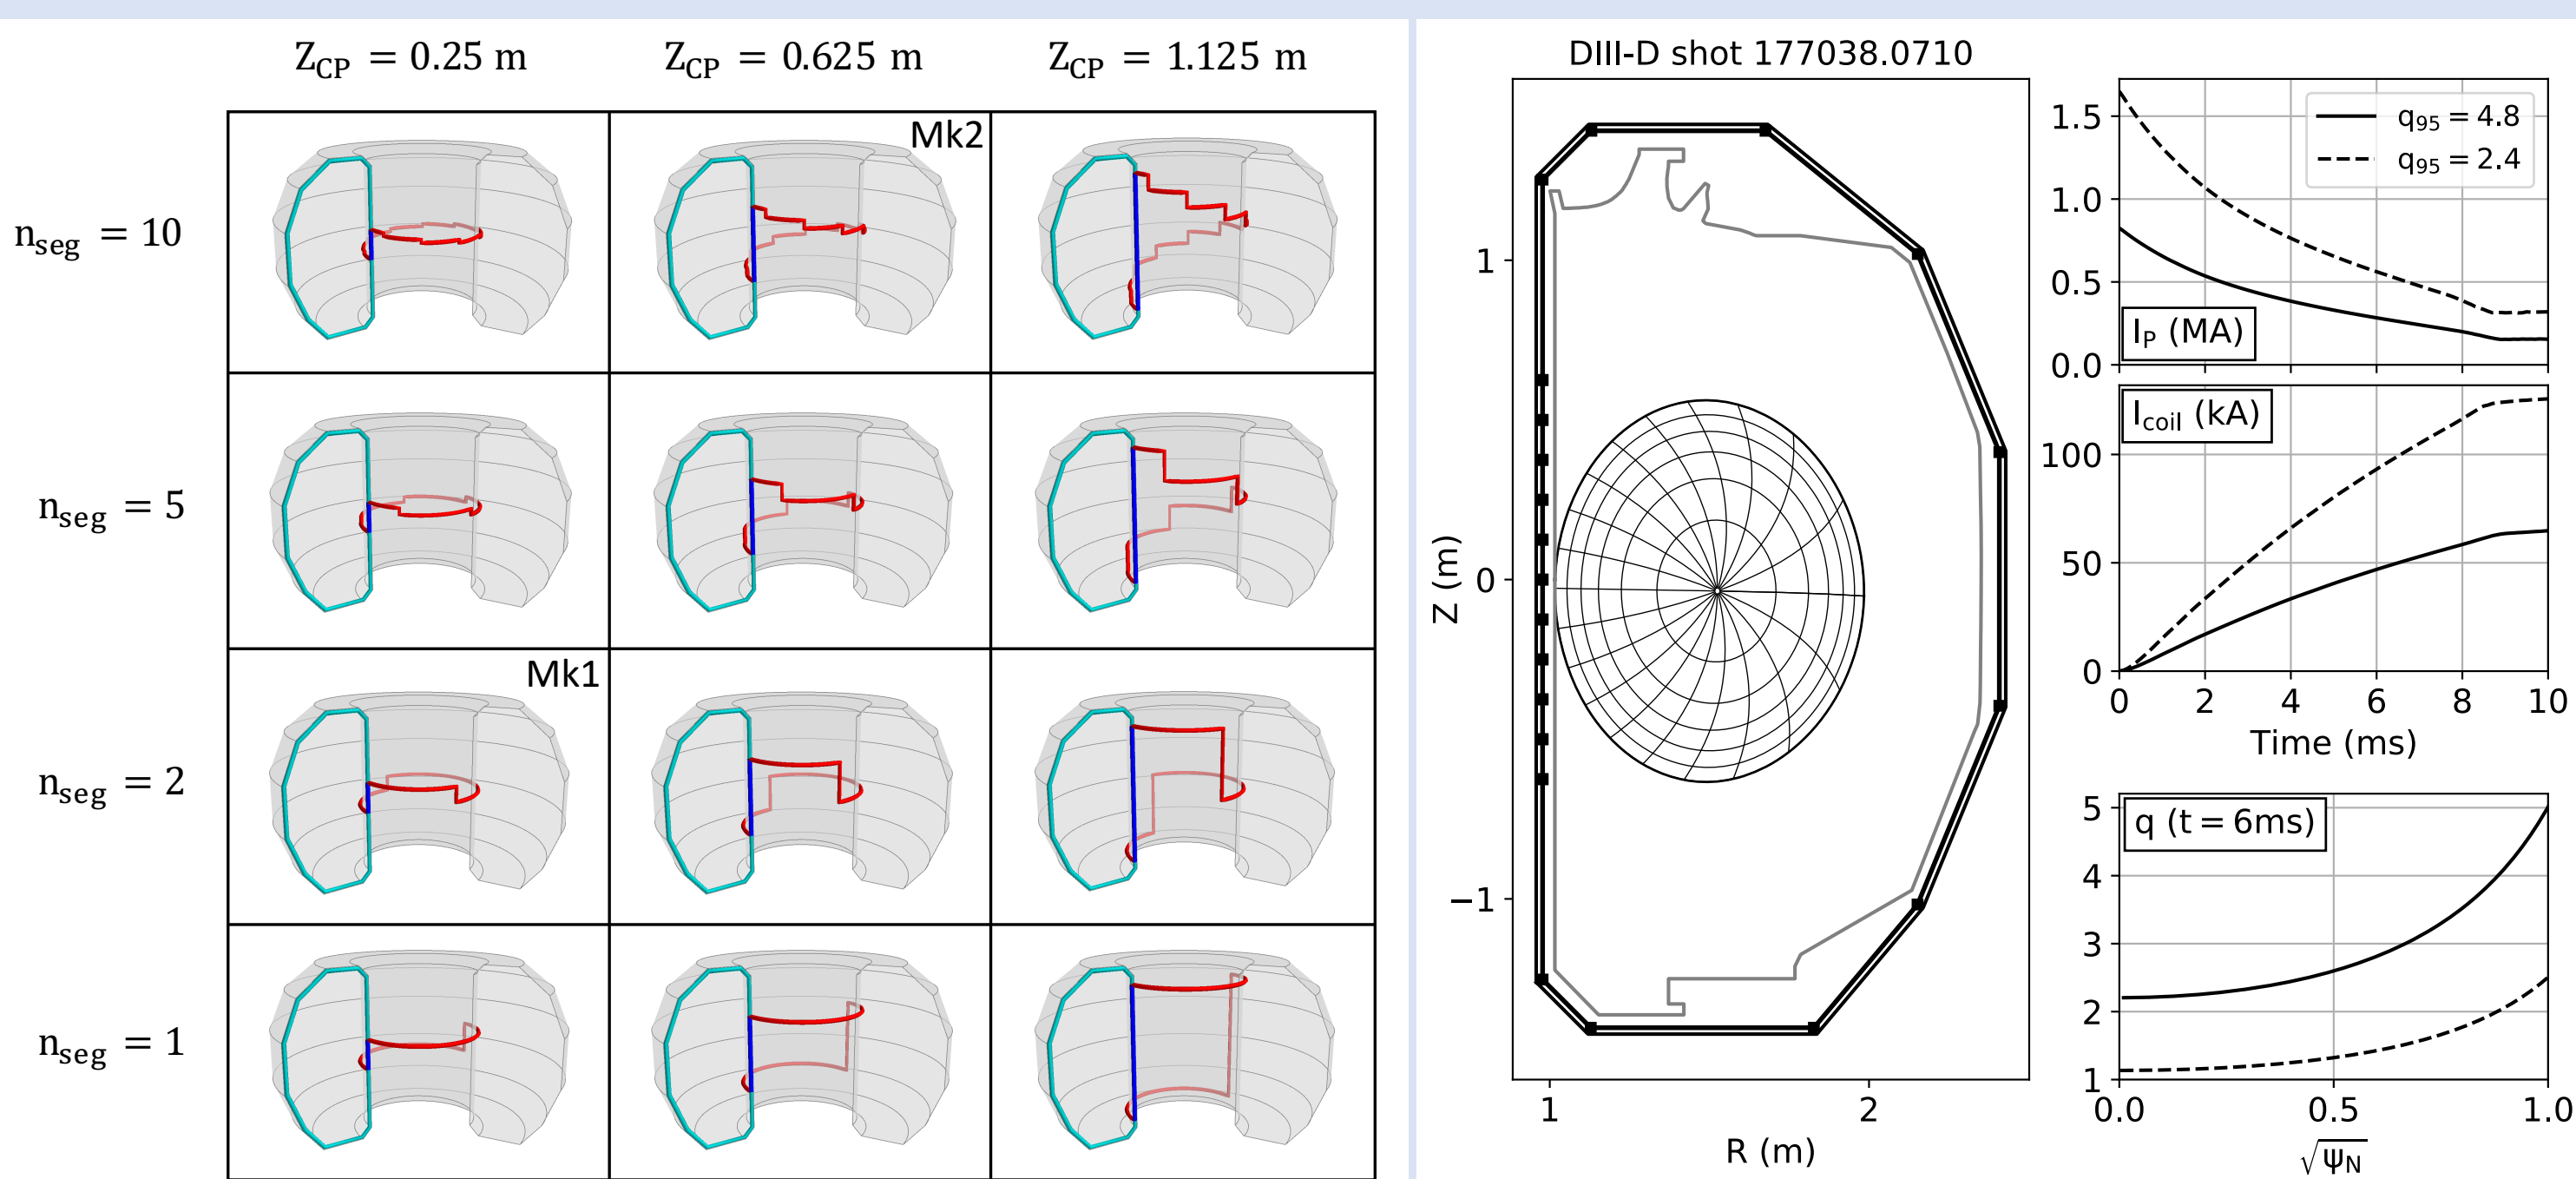 Z_CP = 0.25 m
Z_CP = 0.625 m
Z_CP = 1.125 m
n_seg = 10
Mk2
n_seg = 5
n_seg = 2
Mk1
n_seg = 1
DIII-D shot 177038.0710
1
0
−1
Z (m)
1
2
R (m)
1.5
1.0
0.5
0.0
q_95 = 4.8
q_95 = 2.4
I_P (MA)
100
50
0
I_coil (kA)
0 2 4 6 8 10
Time (ms)
5
4
3
2
1
q (t = 6ms)
0.0 0.5 1.0
√ψ_N